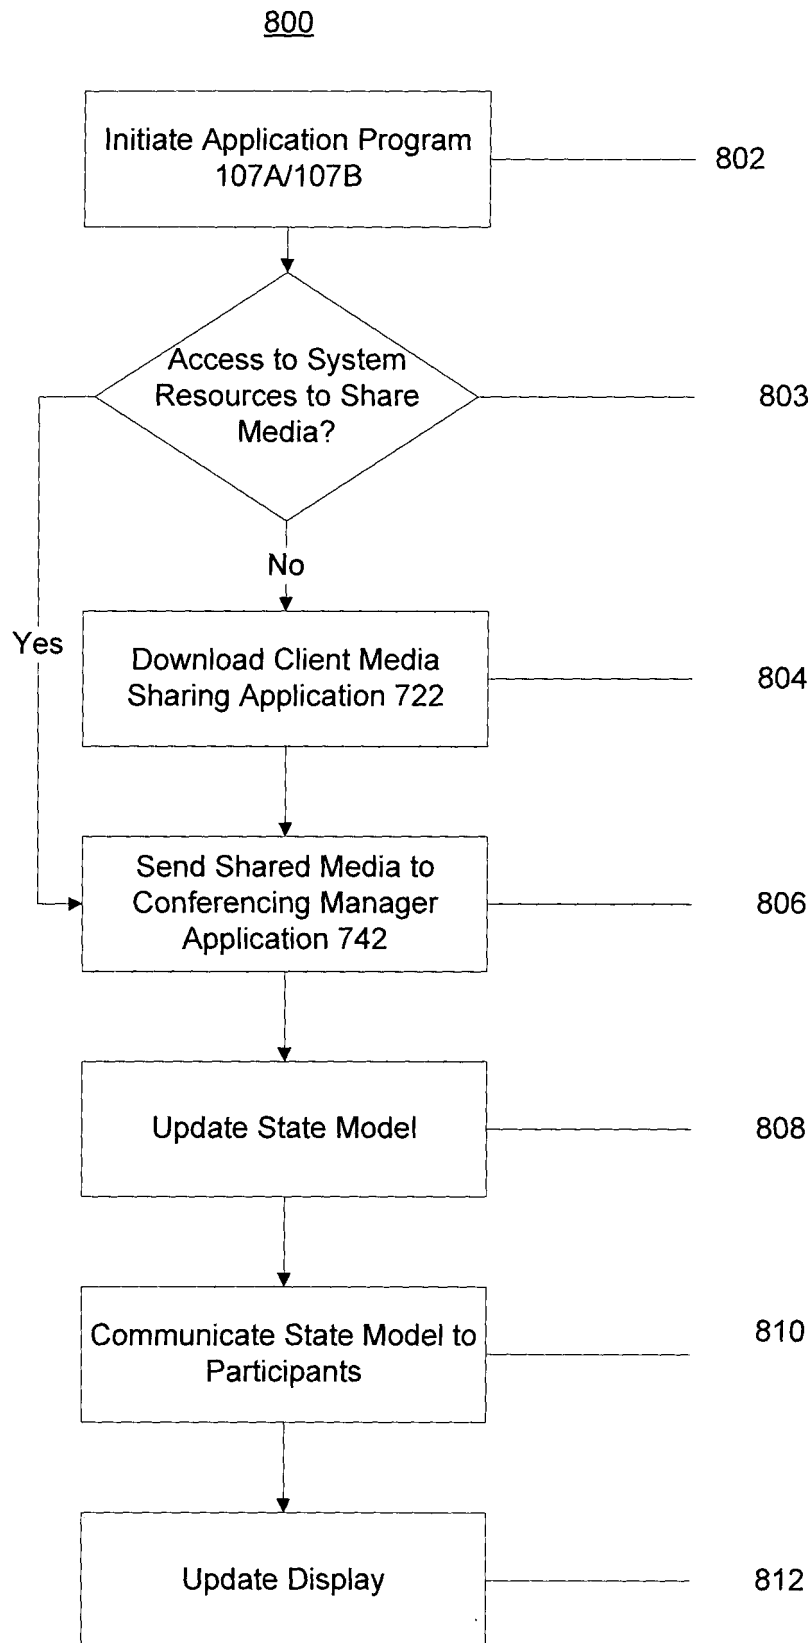 800
Initiate Application Program
107A/107B
802
Access to System
Resources to Share
Media?
803
No
Yes
Download Client Media
Sharing Application 722
804
Send Shared Media to
Conferencing Manager
Application 742
806
Update State Model
808
Communicate State Model to
Participants
810
Update Display
812